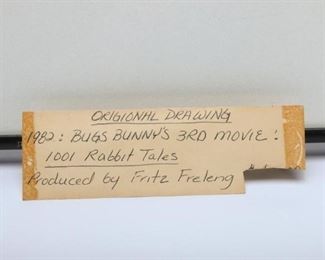 ORIGIONAL DRAWING
1982: BUGS BUNNY'S 3RD MOVIE:
1001 Rabbit Tales
Produced by Fritz Freleng